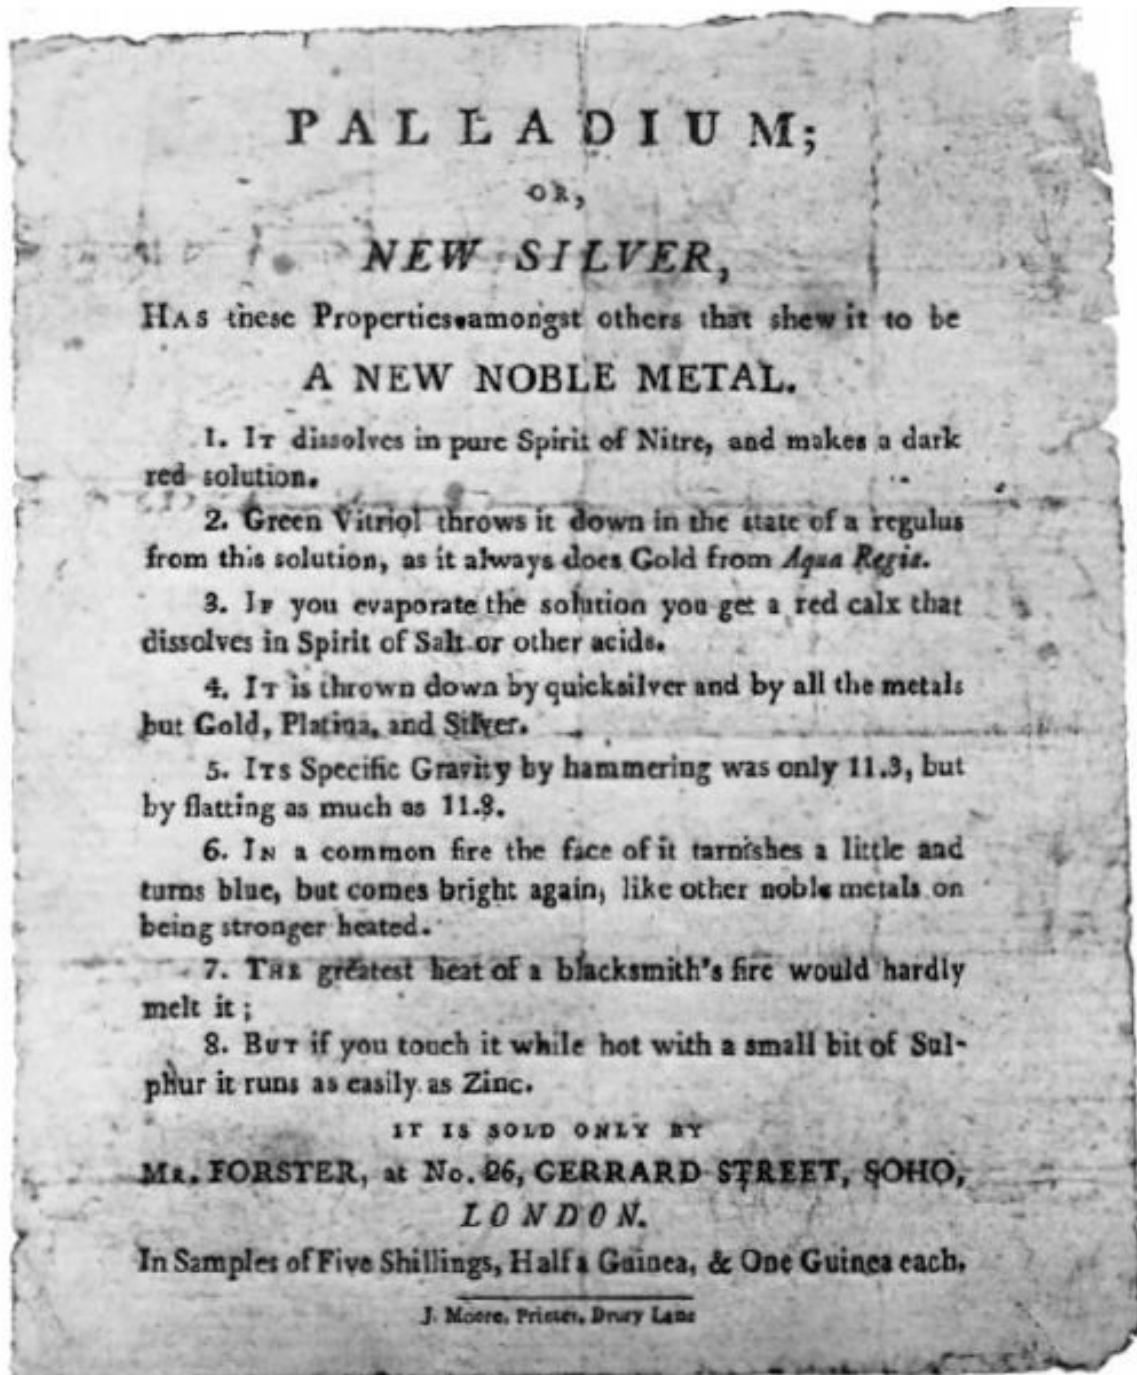 PALLADIUM;
OR,
NEW SILVER,
HAS these Properties amongst others that shew it to be
A NEW NOBLE METAL.
1. IT dissolves in pure Spirit of Nitre, and makes a dark
red solution.
2. Green Vitriol throws it down in the state of a regulus
from this solution, as it always does Gold from Aqua Regia.
3. IF you evaporate the solution you get a red calx that
dissolves in Spirit of Salt or other acids.
4. IT is thrown down by quicksilver and by all the metals
but Gold, Platina, and Silver.
5. ITS Specific Gravity by hammering was only 11.3, but
by flatting as much as 11.8.
6. IN a common fire the face of it tarnishes a little and
turns blue, but comes bright again, like other noble metals on
being stronger heated.
7. THE greatest heat of a blacksmith's fire would hardly
melt it;
8. BUT if you touch it while hot with a small bit of Sul-
phur it runs as easily as Zinc.
IT IS SOLD ONLY BY
MR. FORSTER, at No. 26, GERRARD STREET, SOHO,
LONDON.
In Samples of Five Shillings, Half a Guinea, & One Guinea each.
J. Moore, Printer, Drury Lane